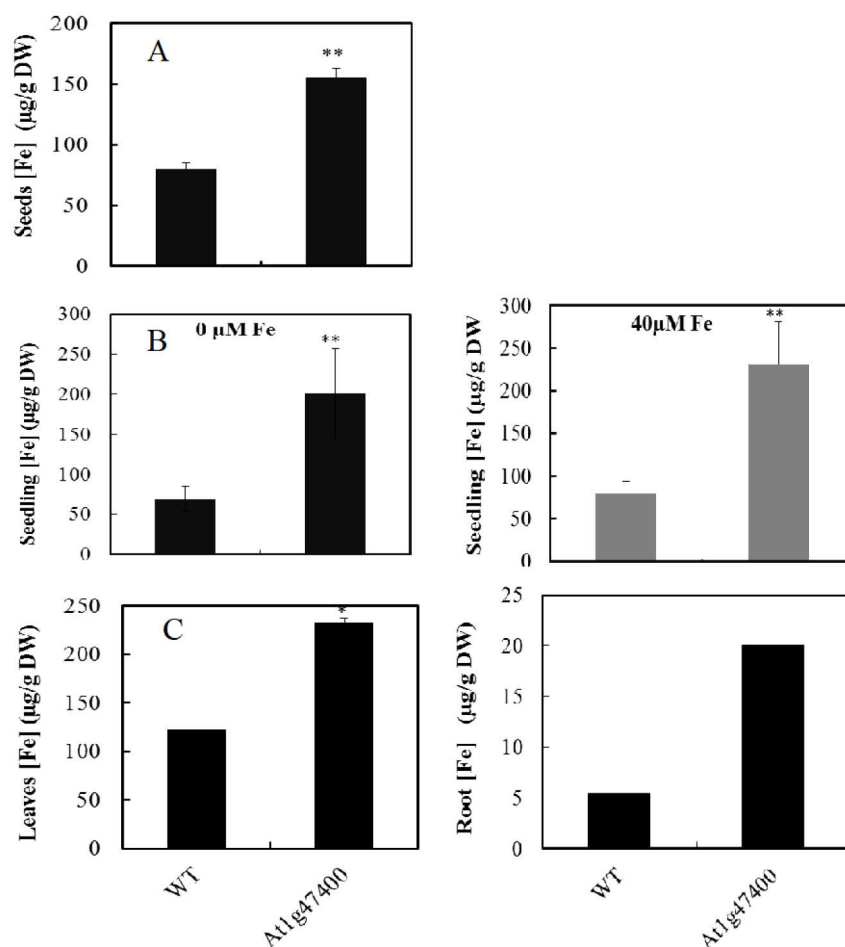 200
150
100
50
0
Seeds [Fe] (µg/g DW)
A
**
300
250
200
150
100
50
0
Seedling [Fe] (µg/g DW)
B
0 µM Fe
**
300
250
200
150
100
50
0
Seedling [Fe] (µg/g DW
40µM Fe
**
250
200
150
100
50
0
Leaves [Fe] (µg/g DW)
C
*
WT
At1g47400
25
20
15
10
5
0
Root [Fe] (µg/g DW)
WT
At1g47400